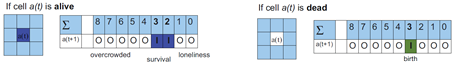 If cell a(t) is alive
a(t)
Σ 8 7 6 5 4 3 2 1 0
a(t+1) O O O O O I I O O
overcrowded survival loneliness
If cell a(t) is dead
a(t)
Σ 8 7 6 5 4 3 2 1 0
a(t+1) O O O O O I O O O
birth